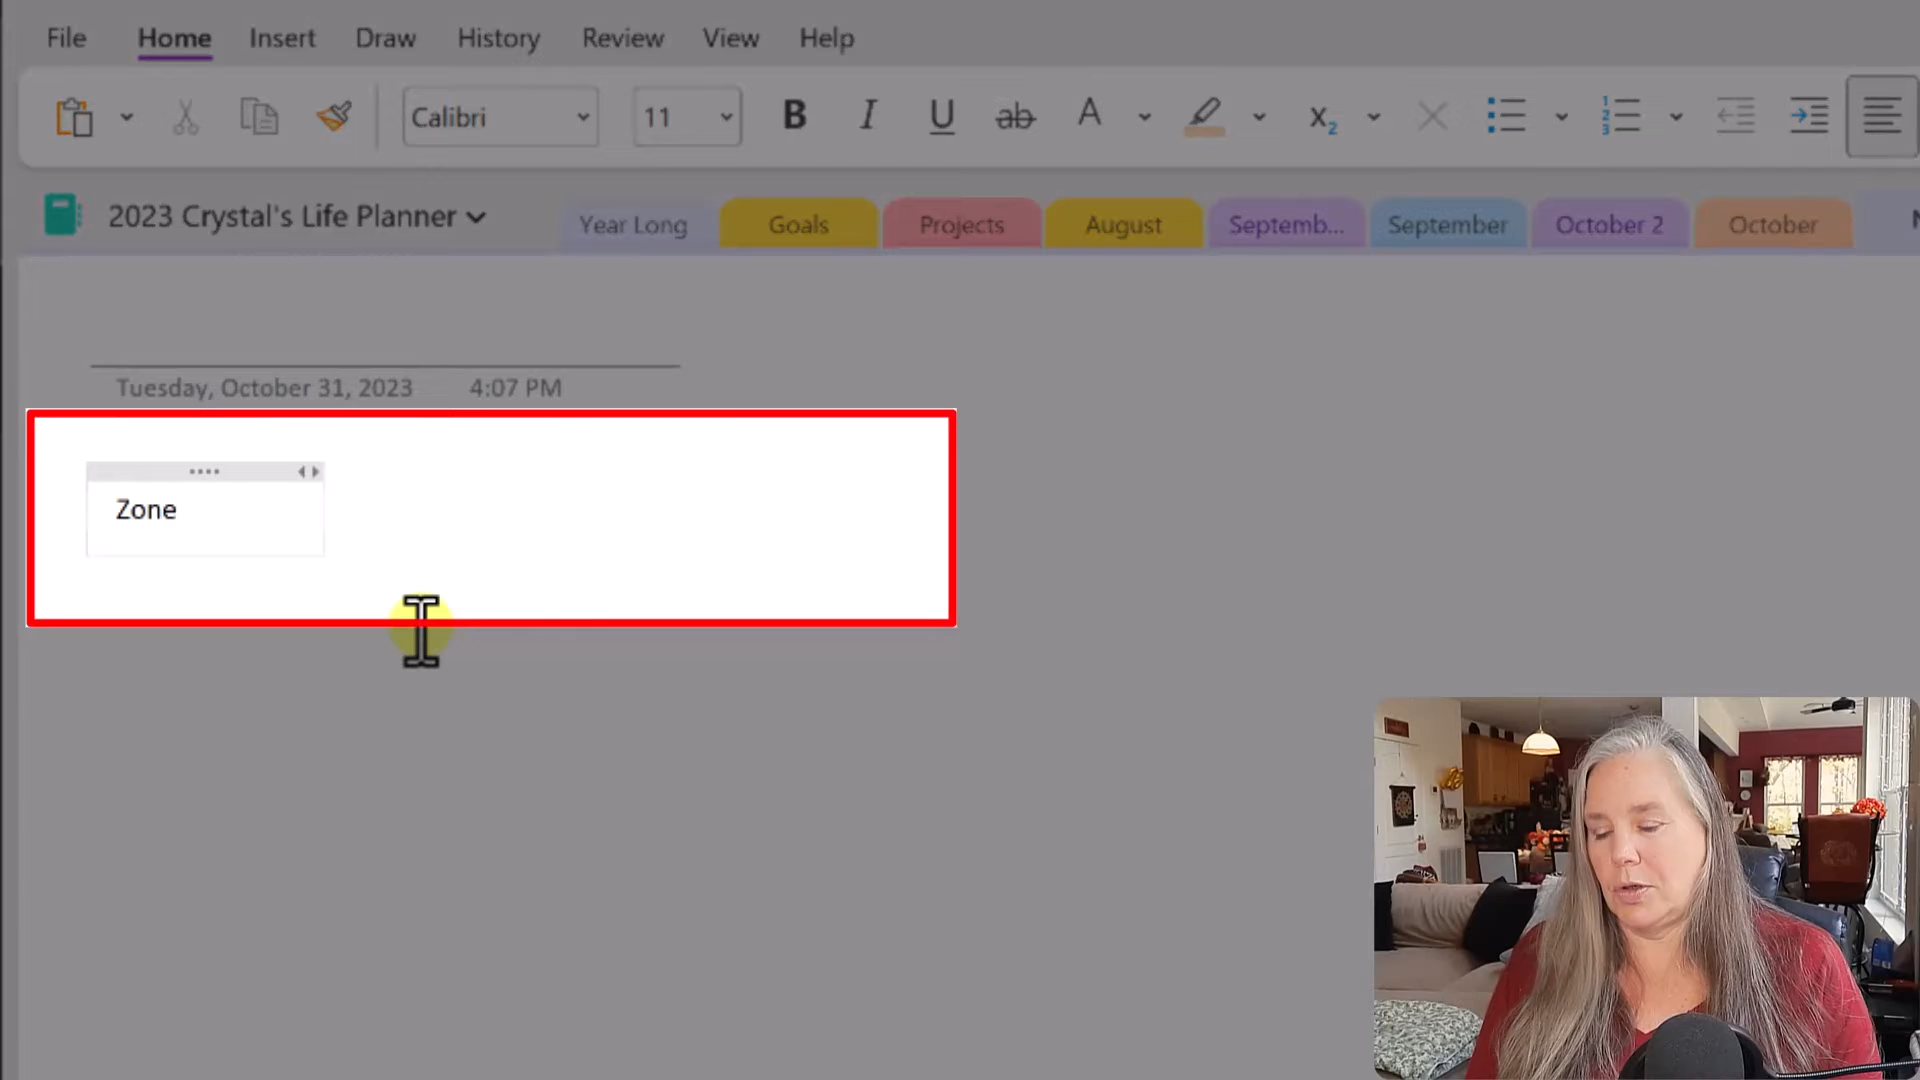 File Home Insert Draw History Review View Help
Calibri 11 B I U ab A X2
2023 Crystal's Life Planner Year Long Goals Projects August Septemb... September October 2 October
Tuesday, October 31, 2023 4:07 PM
Zone